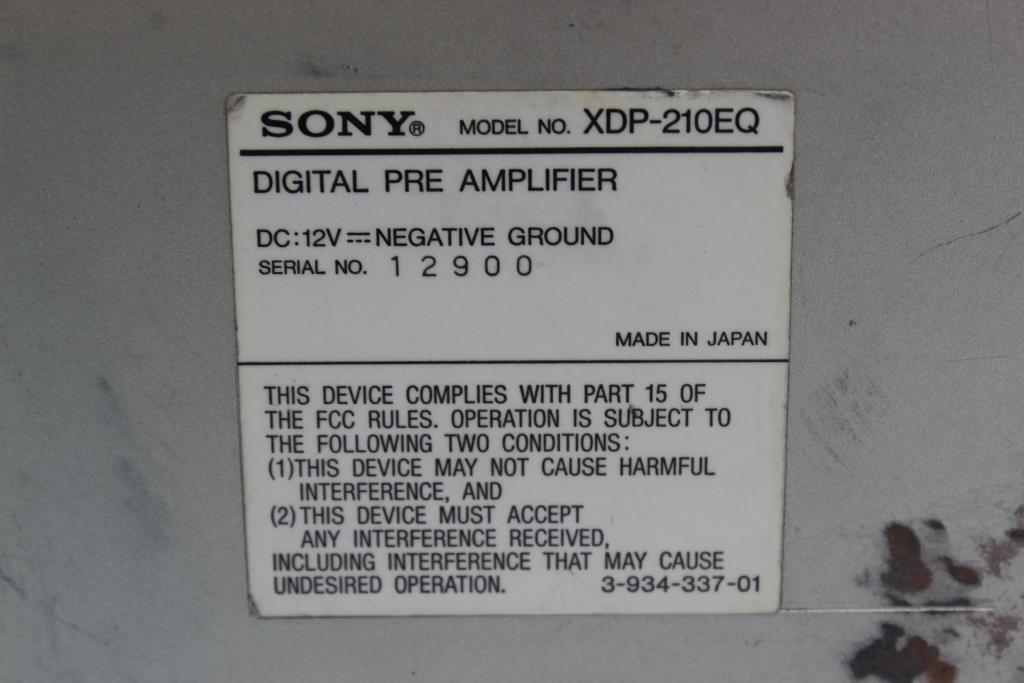 SONY® MODEL NO. XDP-210EQ
DIGITAL PRE AMPLIFIER
DC:12V ⎓ NEGATIVE GROUND
SERIAL NO. 12900
MADE IN JAPAN
THIS DEVICE COMPLIES WITH PART 15 OF
THE FCC RULES. OPERATION IS SUBJECT TO
THE FOLLOWING TWO CONDITIONS:
(1)THIS DEVICE MAY NOT CAUSE HARMFUL
INTERFERENCE, AND
(2)THIS DEVICE MUST ACCEPT
ANY INTERFERENCE RECEIVED,
INCLUDING INTERFERENCE THAT MAY CAUSE
UNDESIRED OPERATION. 3-934-337-01